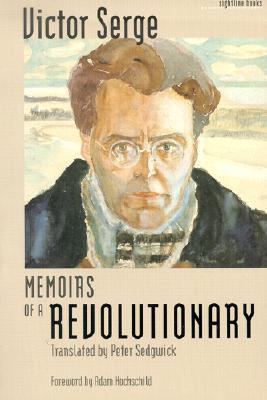 sightline books
Victor Serge
MEMOIRS
OF A REVOLUTIONARY
Translated by Peter Sedgwick
Foreword by Adam Hochschild